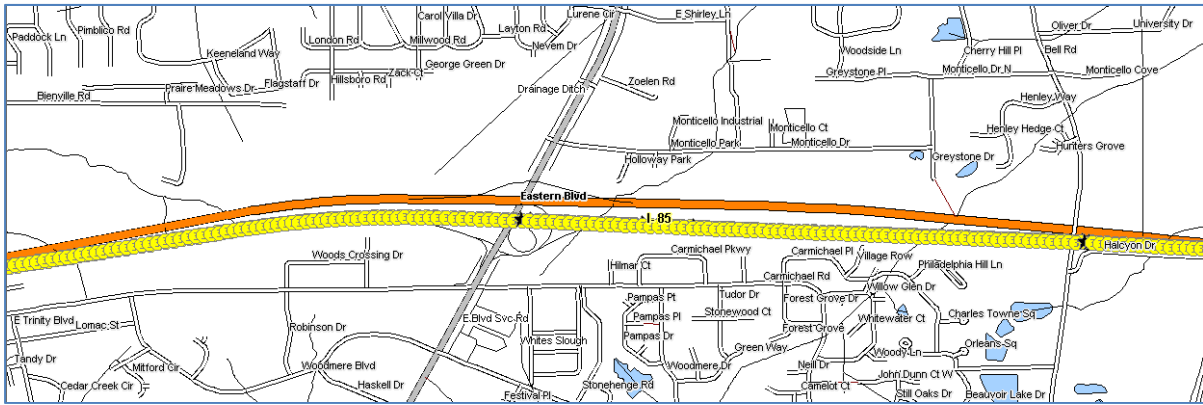 Lurene Cir
E Shirley Ln
Carol Villa Dr
Pimblico Rd
Paddock Ln
Layton Rd
London Rd
Millwood Rd
Nevem Dr
Oliver Dr
University Dr
Cherry Hill Pl
Bell Rd
Woodside Ln
Keeneland Way
George Green Dr
Zack Ct
Hillsboro Rd
Flagstaff Dr
Prairie Meadows Dr
Bienville Rd
Zoelen Rd
Drainage Ditch
Greystone Pl
Monticello Dr N
Monticello Cove
Henley Way
Monticello Industrial
Monticello Ct
Henley Hedge Ct
Monticello Park
Monticello Dr
Hunters Grove
Holloway Park
Greystone Dr
Eastern Blvd
I- 85
Halcyon Dr
Woods Crossing Dr
Carmichael Pkwy
Carmichael Pl
Village Row
Hilmar Ct
Philadelphia Hill Ln
Carmichael Rd
Willow Glen Dr
Pampas Pt
Tudor Dr
Forest Grove Dr
Stonewood Ct
Pampas Pl
Whitewater Ct
Charles Towne Sq
E Trinity Blvd
Lomac St
Robinson Dr
E.Blvd Svc Rd
Whites Slough
Pampas Dr
Forest Grove
Green Way
Orleans Sq
Woody Ln
Tandy Dr
Mitford Cir
Woodmere Blvd
Woodmere Dr
Neill Dr
John Dunn Ct W
Cedar Creek Cir
Haskell Dr
Stonehenge Rd
Camelot Ct
Festival Pl
Still Oaks Dr
Beauvoir Lake Dr